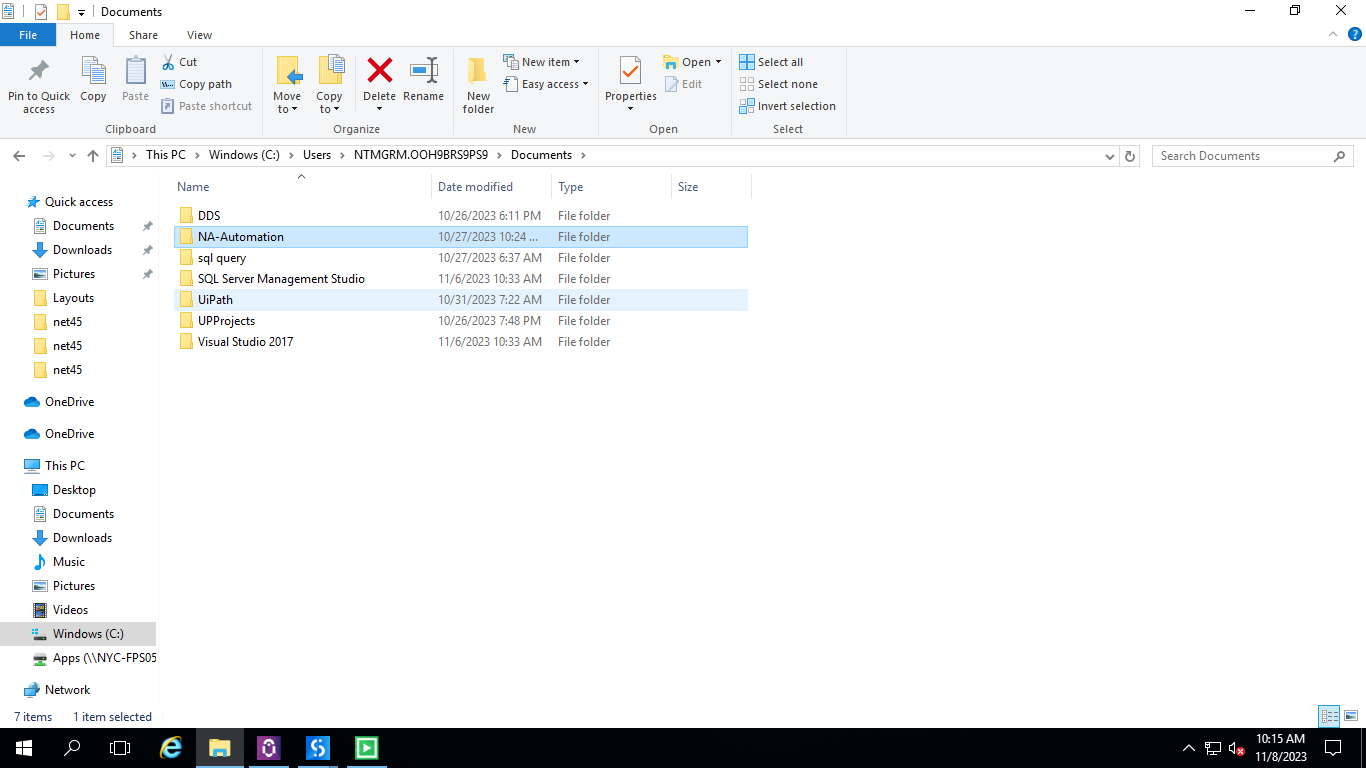 Documents
File Home Share View
Pin to Quick access
Copy
Paste
Cut
Copy path
Paste shortcut
Clipboard
Move to
Copy to
Delete
Rename
Organize
New folder
New item
Easy access
New
Properties
Open
Edit
Open
Select all
Select none
Invert selection
Select
This PC Windows (C:) Users NTMGRM.OOH9BRS9PS9 Documents
Search Documents
Quick access
Documents
Downloads
Pictures
Layouts
net45
net45
net45
OneDrive
OneDrive
This PC
Desktop
Documents
Downloads
Music
Pictures
Videos
Windows (C:)
Apps (\\NYC-FPS05
Network
Name Date modified Type Size
DDS 10/26/2023 6:11 PM File folder
NA-Automation 10/27/2023 10:24 ... File folder
sql query 10/27/2023 6:37 AM File folder
SQL Server Management Studio 11/6/2023 10:33 AM File folder
UiPath 10/31/2023 7:22 AM File folder
UPProjects 10/26/2023 7:48 PM File folder
Visual Studio 2017 11/6/2023 10:33 AM File folder
7 items 1 item selected
10:15 AM
11/8/2023